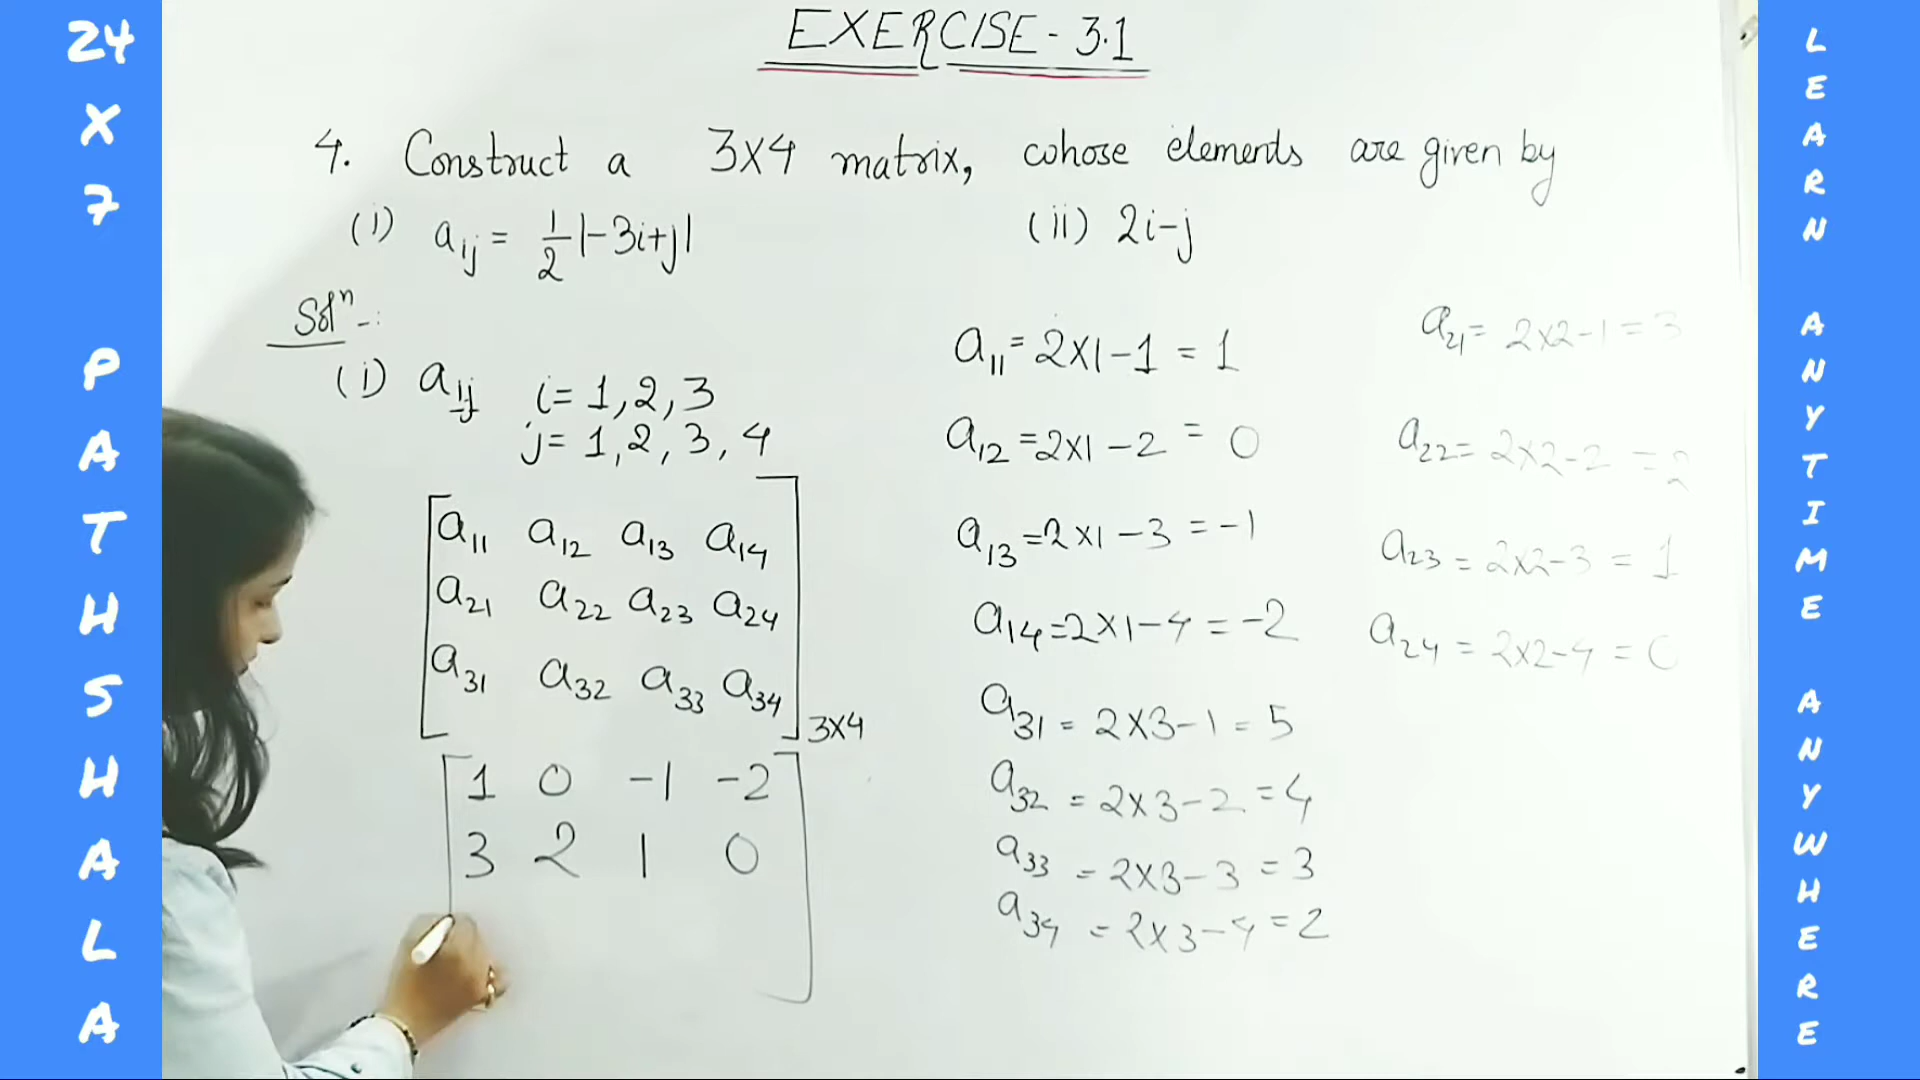 24
X
7
PATHSHALA
EXERCISE - 3.1
4. Construct a 3x4 matrix, whose elements are given by
(i) aij = 1/2 |-3i+j| (ii) 2i-j
Solⁿ-:
(i) aij i= 1, 2, 3
j= 1, 2, 3, 4
a11 a12 a13 a14
a21 a22 a23 a24
a31 a32 a33 a34
3x4
1 0 -1 -2
3 2 1 0
a11 = 2x1-1 = 1
a12 = 2x1-2 = 0
a13 = 2x1-3 = -1
a14 = 2x1-4 = -2
a31 = 2x3-1 = 5
a32 = 2x3-2 = 4
a33 = 2x3-3 = 3
a34 = 2x3-4 = 2
a21 = 2x2-1 = 3
a22 = 2x2-2 = 2
a23 = 2x2-3 = 1
a24 = 2x2-4 = 0
LEARN
ANYTIME
ANYWHERE